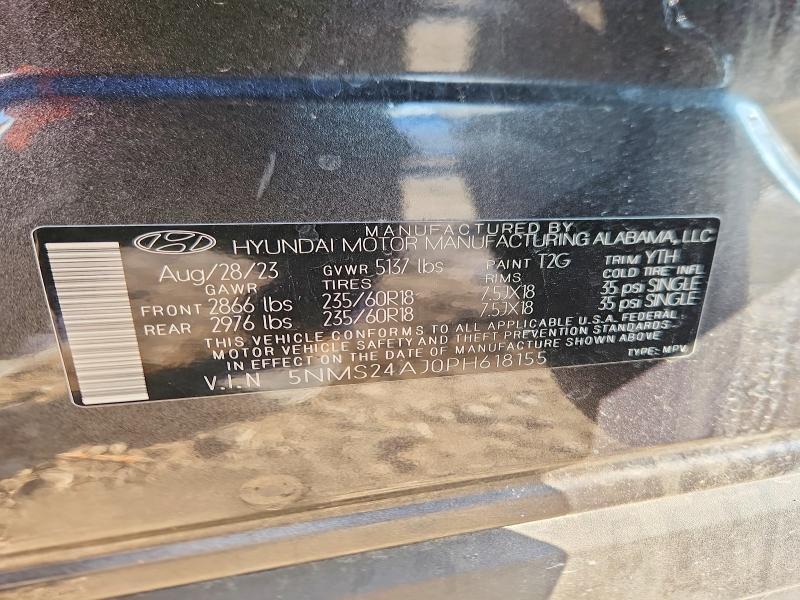 MANUFACTURED BY
HYUNDAI MOTOR MANUFACTURING ALABAMA, LLC
Aug/28/23 GVWR 5137 lbs PAINT T2G TRIM YTH
GAWR TIRES RIMS COLD TIRE INFL
FRONT 2866 lbs 235/60R18 7.5JX18 35 psi SINGLE
REAR 2976 lbs 235/60R18 7.5JX18 35 psi SINGLE
THIS VEHICLE CONFORMS TO ALL APPLICABLE U.S.A. FEDERAL
MOTOR VEHICLE SAFETY AND THEFT PREVENTION STANDARDS
IN EFFECT ON THE DATE OF MANUFACTURE SHOWN ABOVE
V.I.N 5NMS24AJ0PH618155 TYPE: MPV